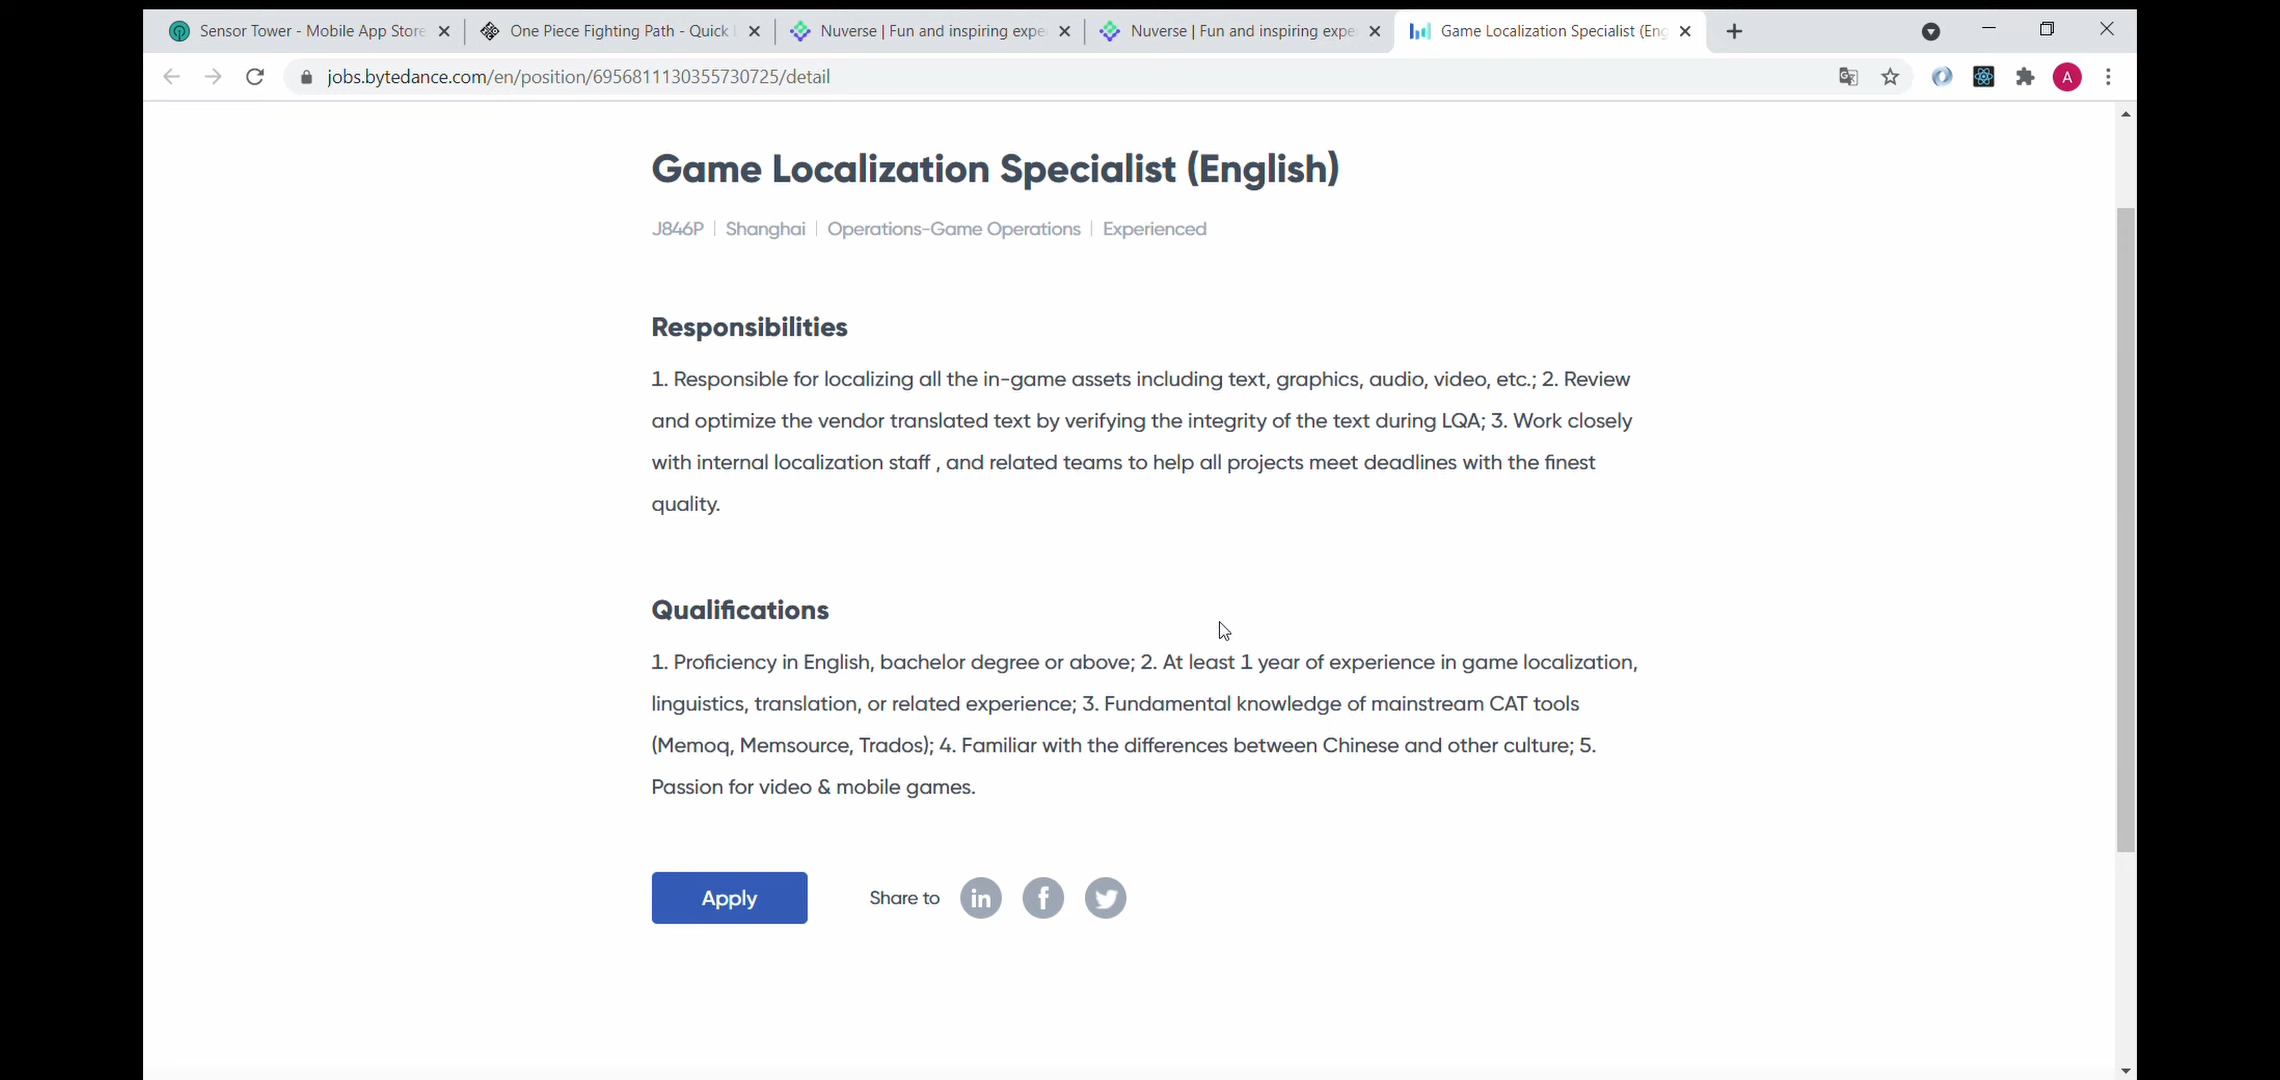 Sensor Tower - Mobile App Store
One Piece Fighting Path - Quick
Nuverse | Fun and inspiring expe
Nuverse | Fun and inspiring expe
Game Localization Specialist (Eng
jobs.bytedance.com/en/position/6956811130355730725/detail
A
Game Localization Specialist (English)
J846P | Shanghai | Operations-Game Operations | Experienced
Responsibilities
1. Responsible for localizing all the in-game assets including text, graphics, audio, video, etc.; 2. Review
and optimize the vendor translated text by verifying the integrity of the text during LQA; 3. Work closely
with internal localization staff , and related teams to help all projects meet deadlines with the finest
quality.
Qualifications
1. Proficiency in English, bachelor degree or above; 2. At least 1 year of experience in game localization,
linguistics, translation, or related experience; 3. Fundamental knowledge of mainstream CAT tools
(Memoq, Memsource, Trados); 4. Familiar with the differences between Chinese and other culture; 5.
Passion for video & mobile games.
Apply
Share to
in
f